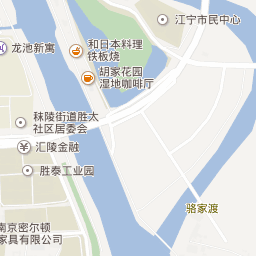 江宁市民中心
龙池新寓
和日本料理
铁板烧
胡家花园
湿地咖啡厅
秣陵街道胜太
社区居委会
汇陵金融
胜泰工业园
骆家渡
南京密尔顿
家具有限公司